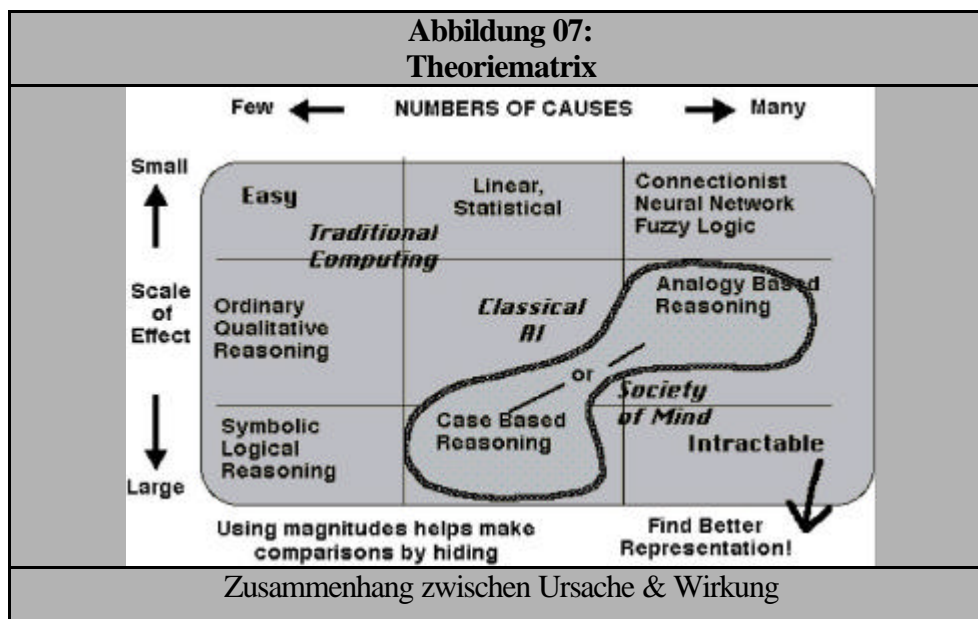 Abbildung 07:
Theoriematrix
Few NUMBERS OF CAUSES Many
Small
Scale
of
Effect
Large
Easy
Linear,
Statistical
Connectionist
Neural Network
Fuzzy Logic
Traditional
Computing
Ordinary
Qualitative
Reasoning
Classical
AI
Analogy Based
Reasoning
or
Society
of Mind
Symbolic
Logical
Reasoning
Case Based
Reasoning
Intractable
Using magnitudes helps make
comparisons by hiding
Find Better
Representation!
Zusammenhang zwischen Ursache & Wirkung